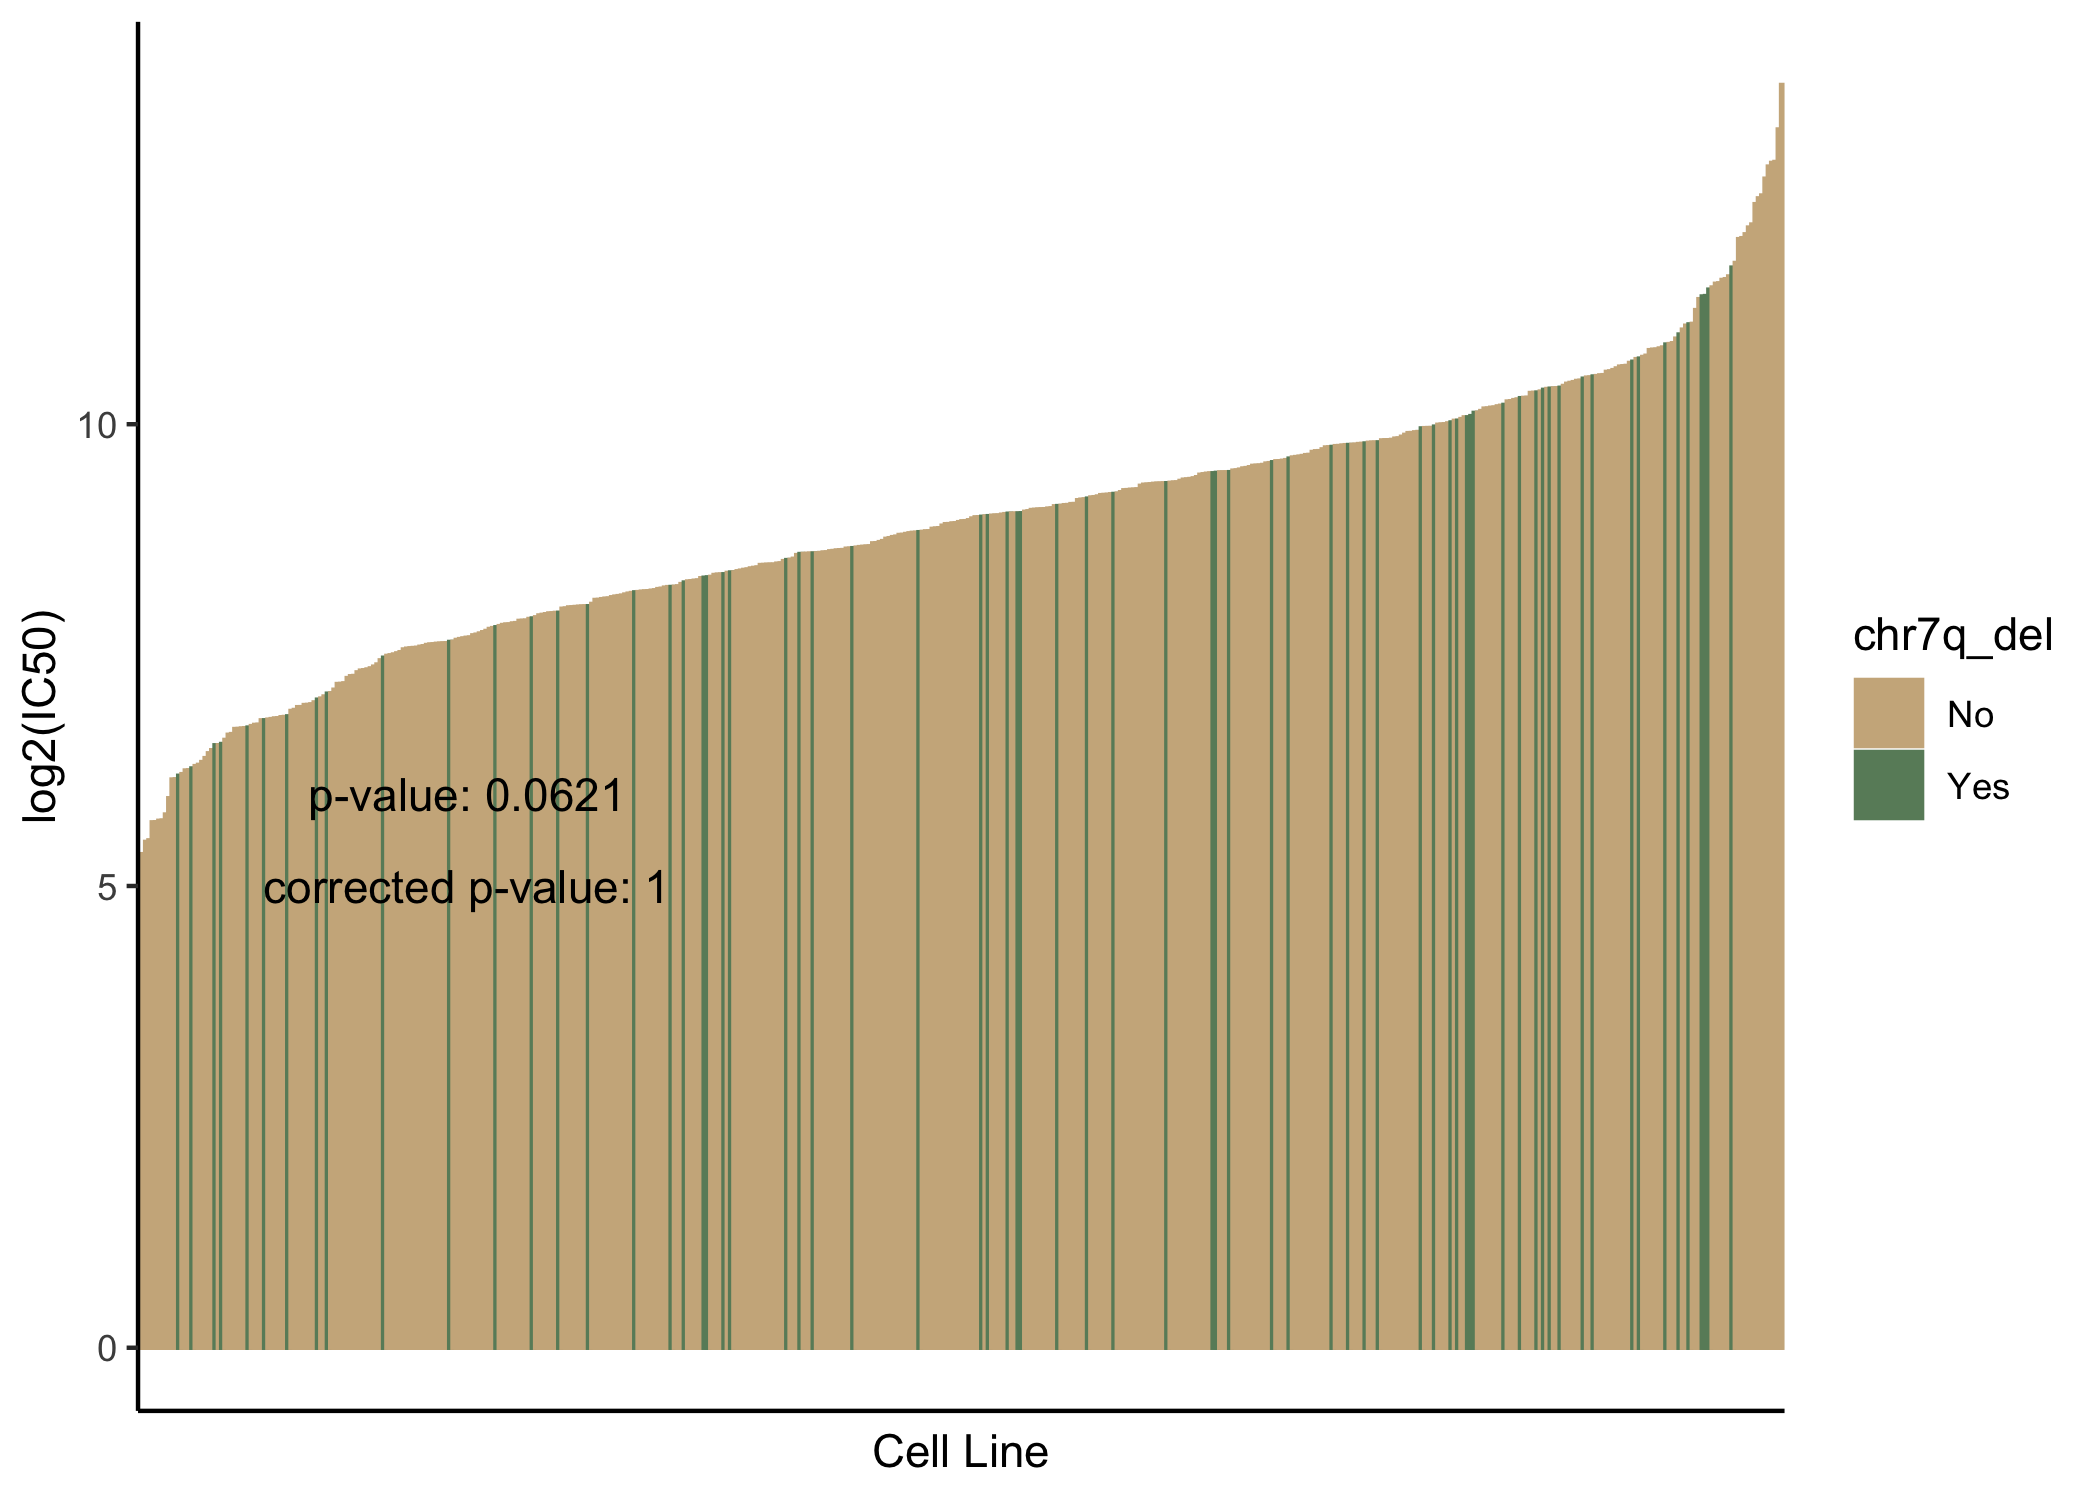 log2(IC50)
10
5
0
p-value: 0.0621
corrected p-value: 1
Cell Line
chr7q_del
No
Yes